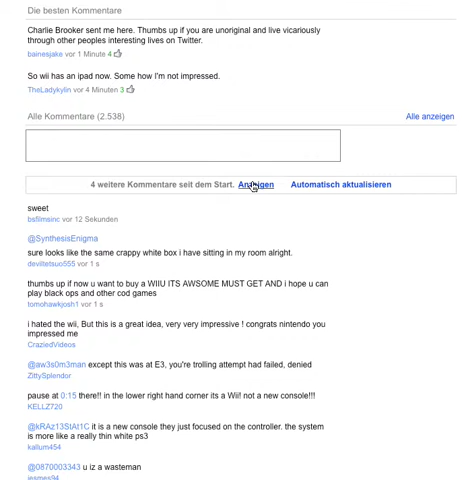 Die besten Kommentare
Charlie Brooker sent me here. Thumbs up if you are unoriginal and live vicariously
through other peoples interesting lives on Twitter.
bainesjake vor 1 Minute 4
So wii has an ipad now. Some how I'm not impressed.
TheLadykylin vor 4 Minuten 3
Alle Kommentare (2.538) Alle anzeigen
4 weitere Kommentare seit dem Start. Anzeigen Automatisch aktualisieren
sweet
bsfilmsinc vor 12 Sekunden
@SynthesisEnigma
sure looks like the same crappy white box i have sitting in my room alright.
deviltetsuo555 vor 1 s
thumbs up if now u want to buy a WIIU ITS AWSOME MUST GET AND i hope u can
play black ops and other cod games
tomohawkjosh1 vor 1 s
i hated the wii, But this is a great idea, very very impressive ! congrats nintendo you
impressed me
CraziedVideos
@aw3s0m3man except this was at E3, you're trolling attempt had failed, denied
ZittySplendor
pause at 0:15 there!! in the lower right hand corner its a Wii! not a new console!!!
KELLZ720
@kRAz13StAt1C it is a new console they just focused on the controller. the system
is more like a really thin white ps3
kallum454
@0870003343 u iz a wasteman
jesmes94